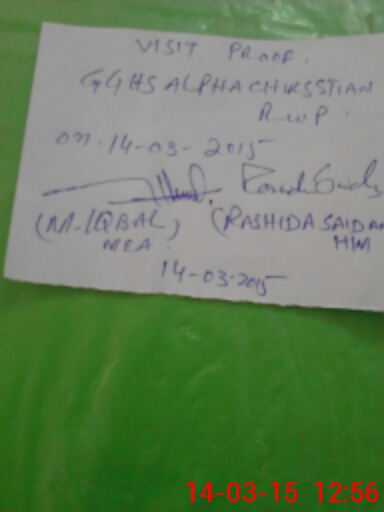 VISIT PROOF.
GGHS ALPHA CHIRSSTIAN
RWP.
on. 14-03-2015
(M. IQBAL) (RASHIDA SAIDA
MEA. HM
14-03-2015
14-03-15 12:56